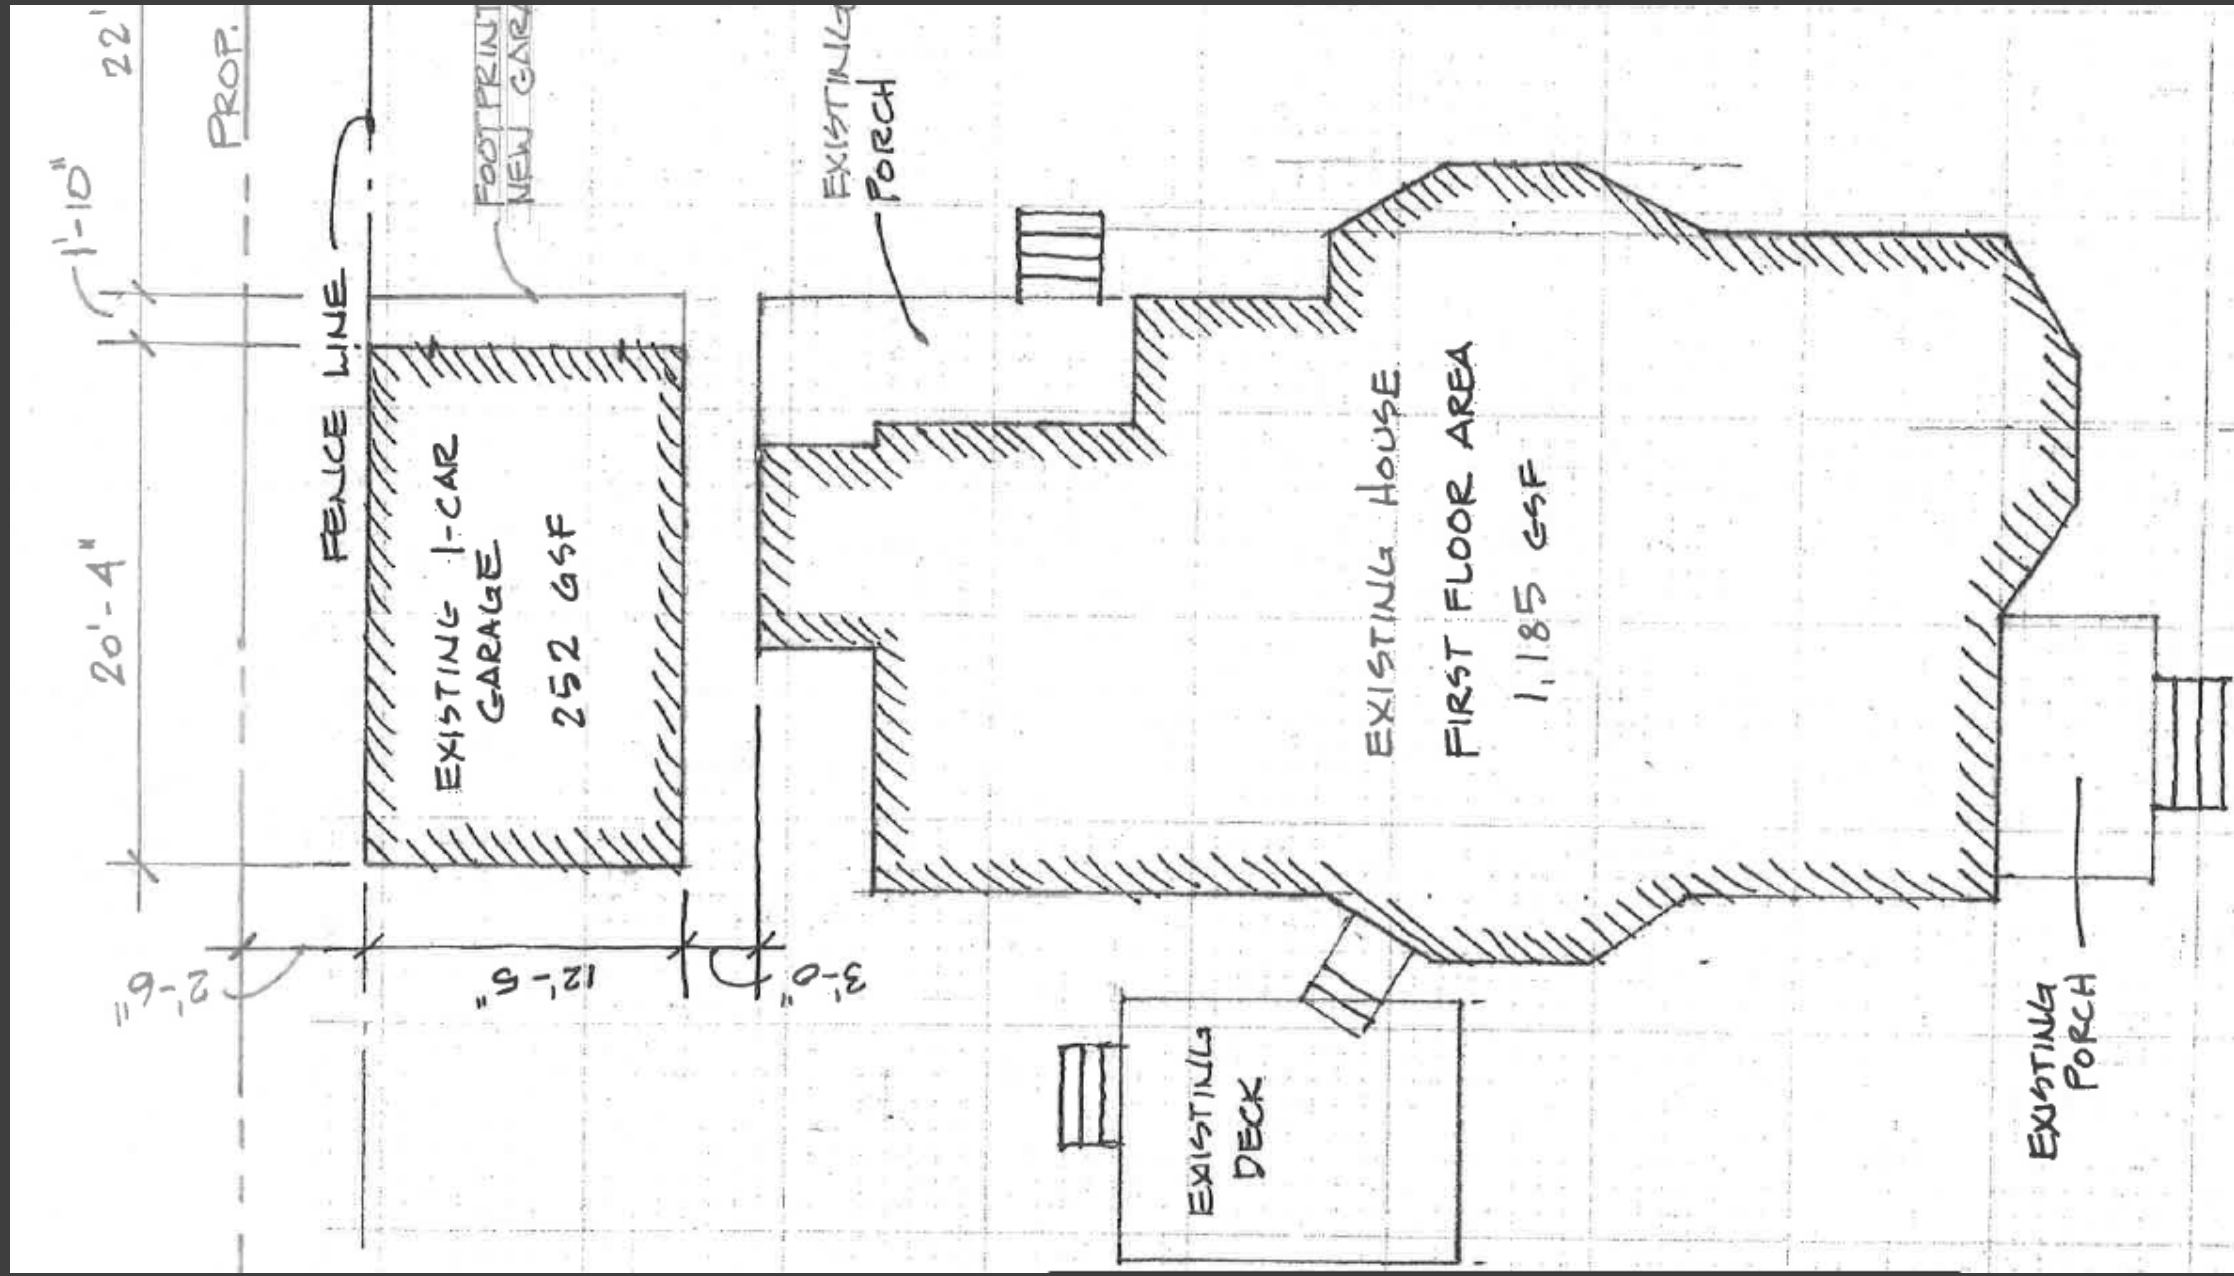 22'
1'-10"
20'-4"
PROP.
FENCE LINE
FOOTPRINT
NEW GAR
EXISTING
PORCH
EXISTING 1-CAR
GARAGE
252 GSF
2'-6"
12'-5"
3'-0"
EXISTING HOUSE
FIRST FLOOR AREA
1,185 GSF
EXISTING
DECK
EXISTING
PORCH